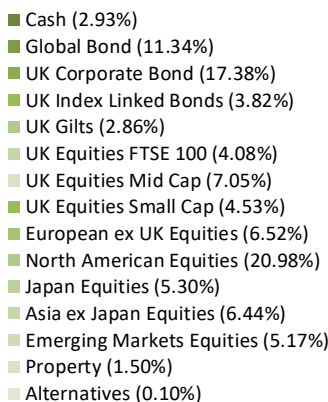 Cash (2.93%)
Global Bond (11.34%)
UK Corporate Bond (17.38%)
UK Index Linked Bonds (3.82%)
UK Gilts (2.86%)
UK Equities FTSE 100 (4.08%)
UK Equities Mid Cap (7.05%)
UK Equities Small Cap (4.53%)
European ex UK Equities (6.52%)
North American Equities (20.98%)
Japan Equities (5.30%)
Asia ex Japan Equities (6.44%)
Emerging Markets Equities (5.17%)
Property (1.50%)
Alternatives (0.10%)